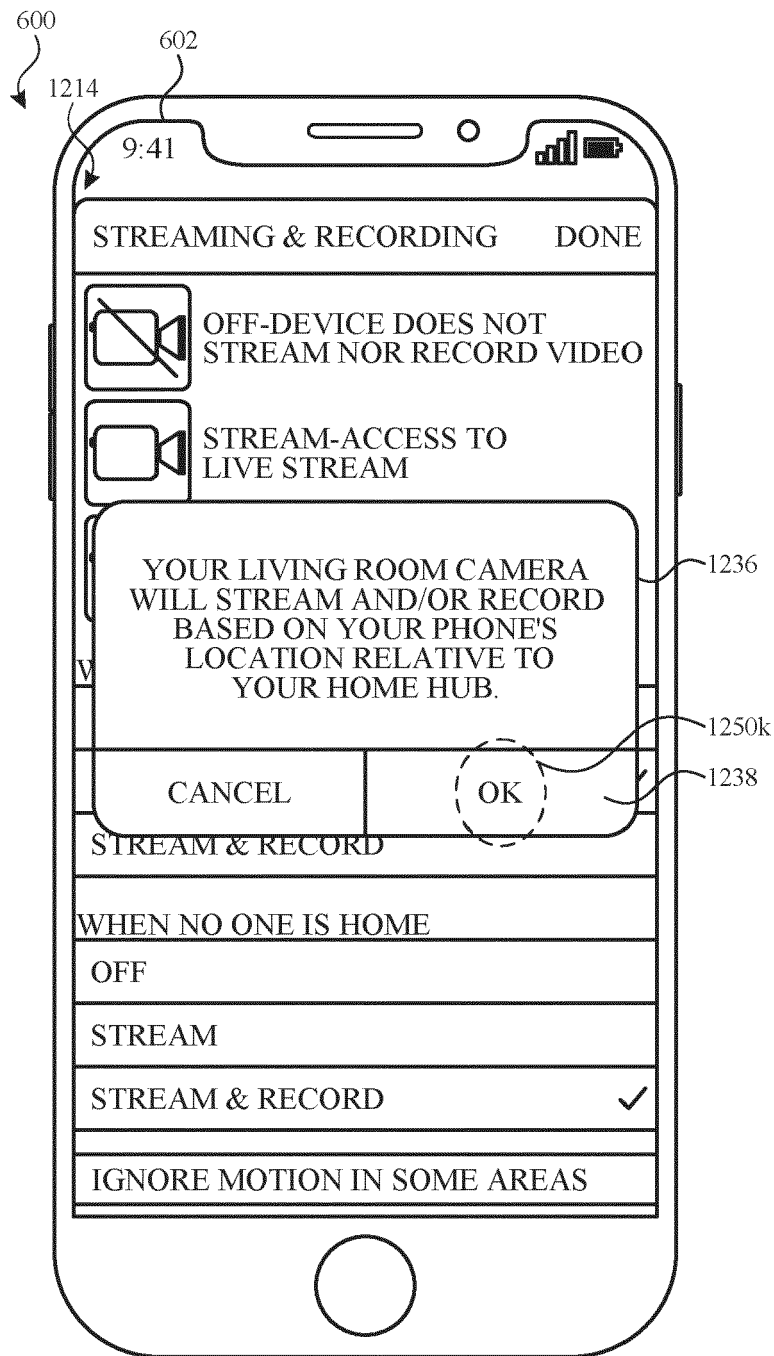 600
602
1214
9:41
STREAMING & RECORDING DONE
OFF-DEVICE DOES NOT
STREAM NOR RECORD VIDEO
STREAM-ACCESS TO
LIVE STREAM
YOUR LIVING ROOM CAMERA
WILL STREAM AND/OR RECORD
BASED ON YOUR PHONE'S
LOCATION RELATIVE TO
YOUR HOME HUB.
1236
W
1250k
CANCEL OK
1238
STREAM & RECORD
WHEN NO ONE IS HOME
OFF
STREAM
STREAM & RECORD
IGNORE MOTION IN SOME AREAS